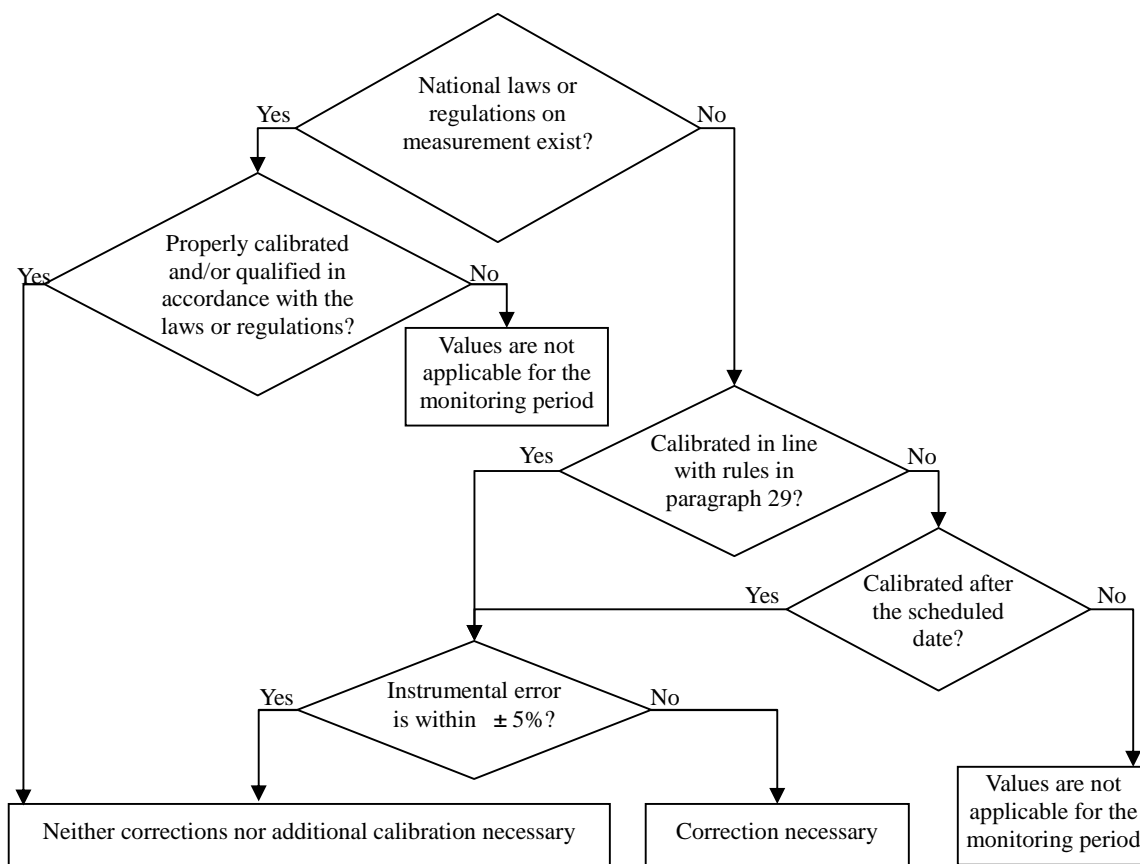 National laws or
regulations on
measurement exist?
Yes
No
Properly calibrated
and/or qualified in
accordance with the
laws or regulations?
Yes
No
Values are not
applicable for the
monitoring period
Calibrated in line
with rules in
paragraph 29?
Yes
No
Calibrated after
the scheduled
date?
Yes
No
Instrumental error
is within ± 5%?
Yes
No
Neither corrections nor additional calibration necessary
Correction necessary
Values are not
applicable for the
monitoring period